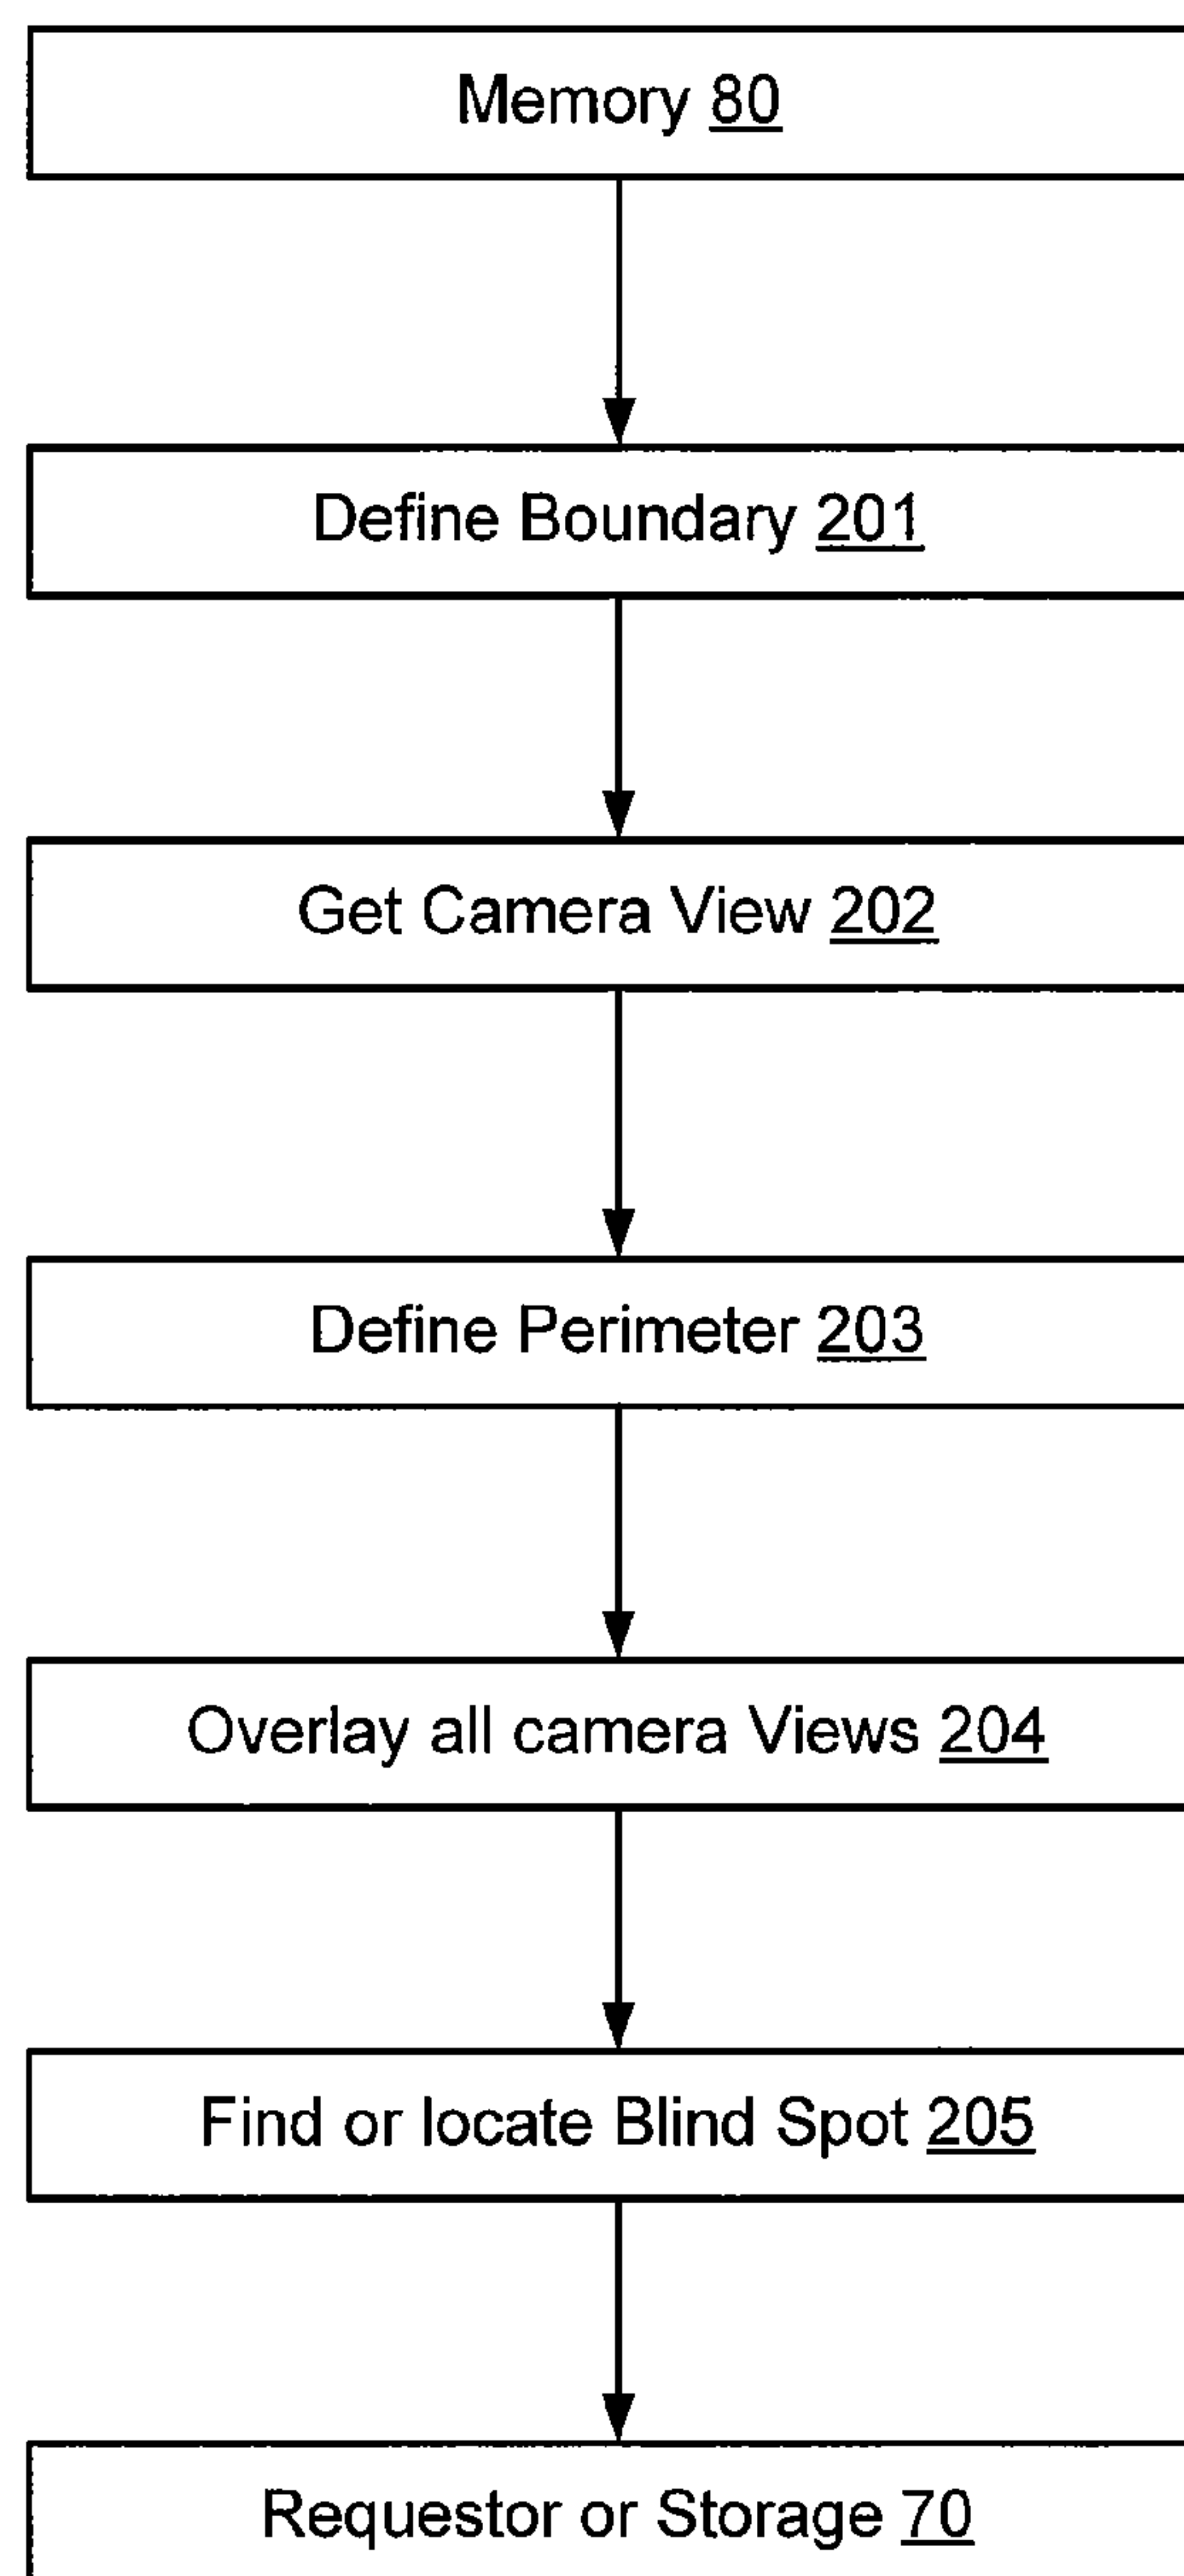 Memory 80
Define Boundary 201
Get Camera View 202
Define Perimeter 203
Overlay all camera Views 204
Find or locate Blind Spot 205
Requestor or Storage 70